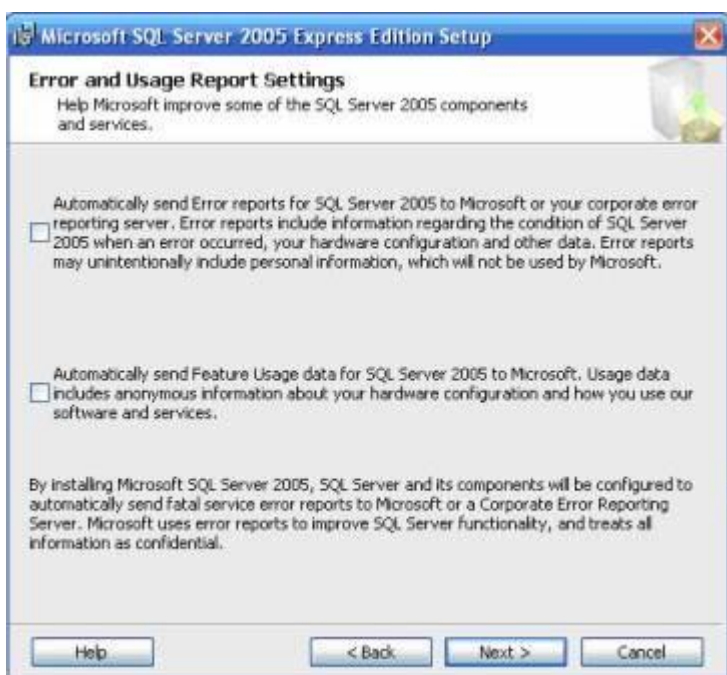 Microsoft SQL Server 2005 Express Edition Setup
Error and Usage Report Settings
Help Microsoft improve some of the SQL Server 2005 components
and services.
Automatically send Error reports for SQL Server 2005 to Microsoft or your corporate error
reporting server. Error reports include information regarding the condition of SQL Server
2005 when an error occurred, your hardware configuration and other data. Error reports
may unintentionally include personal information, which will not be used by Microsoft.
Automatically send Feature Usage data for SQL Server 2005 to Microsoft. Usage data
includes anonymous information about your hardware configuration and how you use our
software and services.
By installing Microsoft SQL Server 2005, SQL Server and its components will be configured to
automatically send fatal service error reports to Microsoft or a Corporate Error Reporting
Server. Microsoft uses error reports to improve SQL Server functionality, and treats all
information as confidential.
Help < Back Next > Cancel